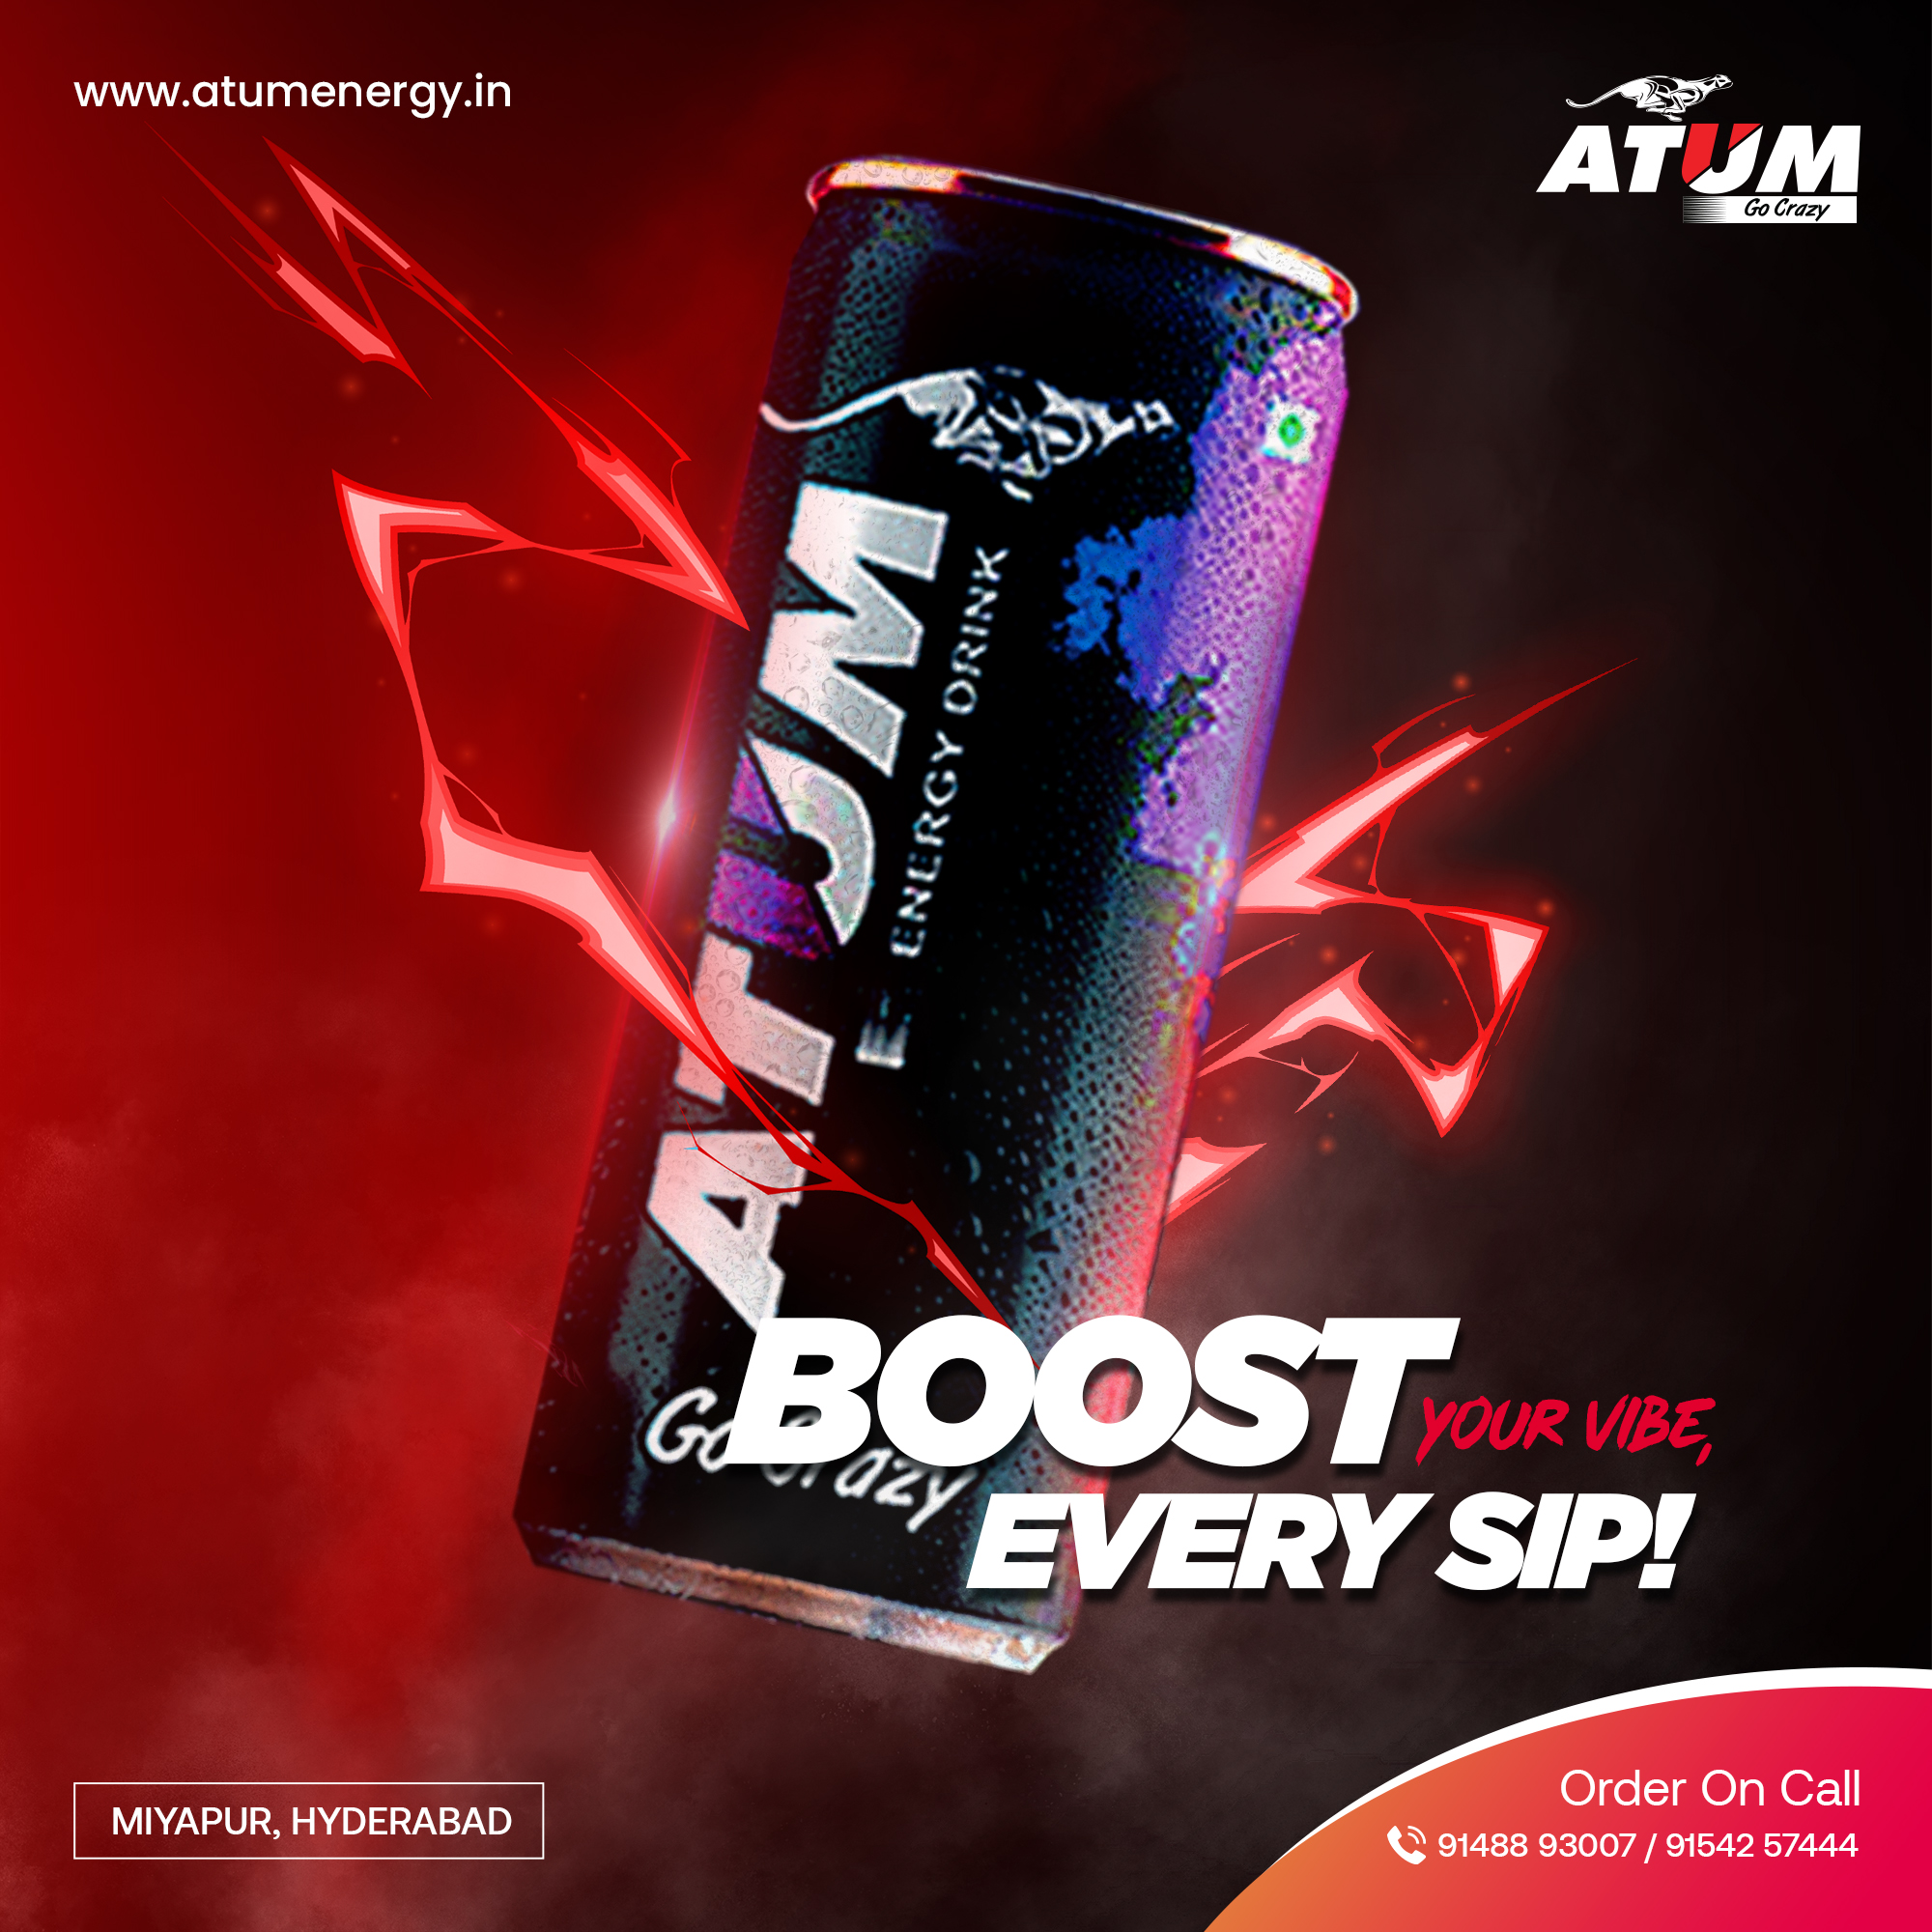 www.atumenergy.in
ATUM
Go Crazy
ATUM
ENERGY DRINK
Go Crazy
BOOST YOUR VIBE,
EVERY SIP!
MIYAPUR, HYDERABAD
Order On Call
91488 93007 / 91542 57444